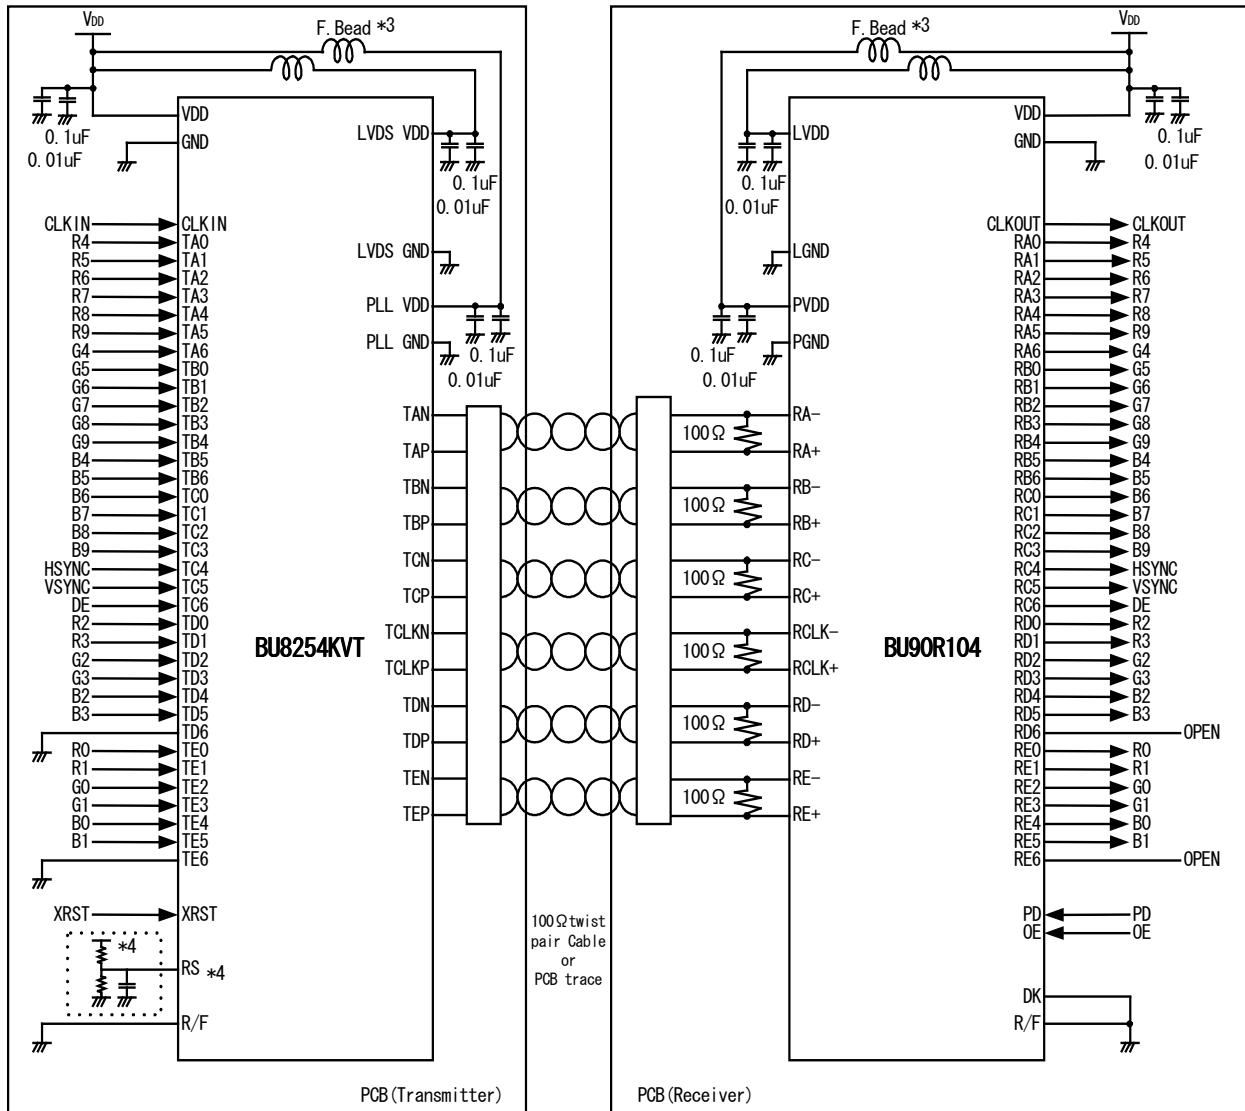 VDD
F.Bead *3
VDD
0.1uF
0.01uF
GND
LVDS VDD
0.1uF
0.01uF
LVDS GND
PLL VDD
PLL GND
0.1uF
0.01uF
CLKIN CLKIN
R4 TA0
R5 TA1
R6 TA2
R7 TA3
R8 TA4
R9 TA5
G4 TA6
G5 TB0
G6 TB1
G7 TB2
G8 TB3
G9 TB4
B4 TB5
B5 TB6
B6 TC0
B7 TC1
B8 TC2
B9 TC3
HSYNC TC4
VSYNC TC5
DE TC6
R2 TD0
R3 TD1
G2 TD2
G3 TD3
B2 TD4
B3 TD5
TD6
R0 TE0
R1 TE1
G0 TE2
G1 TE3
B0 TE4
B1 TE5
TE6
XRST XRST
*4
RS *4
R/F
BU8254KVT
TAN
TAP
TBN
TBP
TCN
TCP
TCLKN
TCLKP
TDN
TDP
TEN
TEP
PCB(Transmitter)
100Ωtwist
pair Cable
or
PCB trace
VDD
F.Bead *3
VDD
0.1uF
0.01uF
GND
LVDD
0.1uF
0.01uF
LGND
PVDD
PGND
0.1uF
0.01uF
100Ω
100Ω
100Ω
100Ω
100Ω
100Ω
RA-
RA+
RB-
RB+
RC-
RC+
RCLK-
RCLK+
RD-
RD+
RE-
RE+
BU90R104
CLKOUT CLKOUT
RA0 R4
RA1 R5
RA2 R6
RA3 R7
RA4 R8
RA5 R9
RA6 G4
RB0 G5
RB1 G6
RB2 G7
RB3 G8
RB4 G9
RB5 B4
RB6 B5
RC0 B6
RC1 B7
RC2 B8
RC3 B9
RC4 HSYNC
RC5 VSYNC
RC6 DE
RD0 R2
RD1 R3
RD2 G2
RD3 G3
RD4 B2
RD5 B3
RD6 OPEN
RE0 R0
RE1 R1
RE2 G0
RE3 G1
RE4 B0
RE5 B1
RE6 OPEN
PD PD
OE OE
DK
R/F
PCB(Receiver)